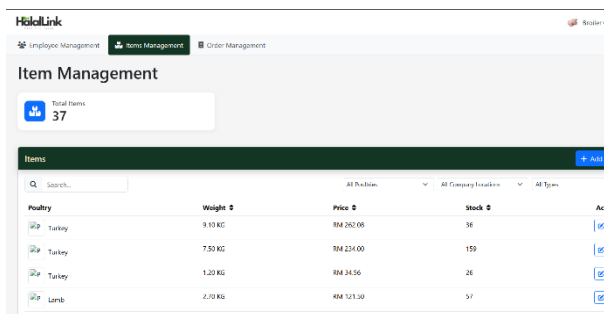 HalalLink
Broiler
Employee Management Items Management Order Management
Item Management
Total Items
37
Items + Add
Search... All Poultries All Company Locations All Types
Poultry Weight Price Stock Ac
Turkey 9.10 KG RM 262.08 36
Turkey 7.50 KG RM 234.00 159
Turkey 1.20 KG RM 34.56 26
Lamb 2.70 KG RM 121.50 57